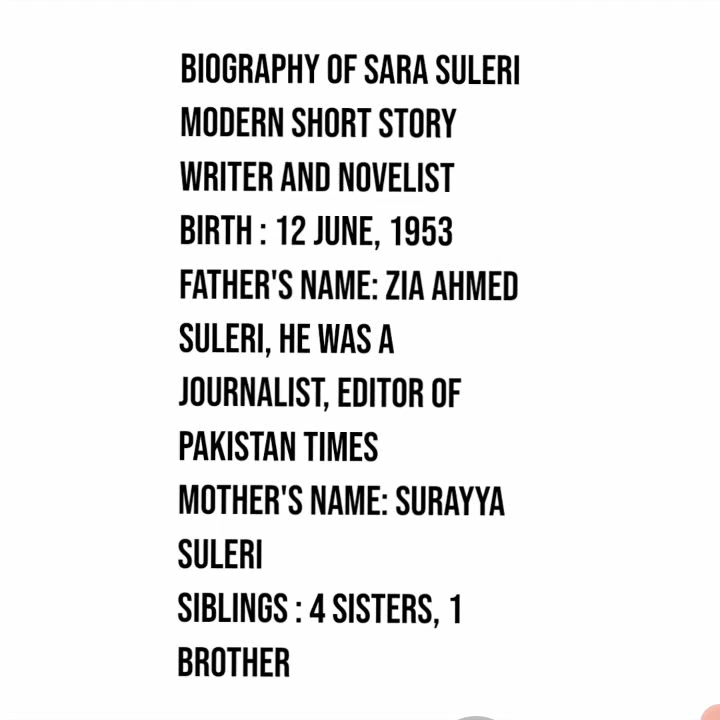 BIOGRAPHY OF SARA SULERI
MODERN SHORT STORY
WRITER AND NOVELIST
BIRTH : 12 JUNE, 1953
FATHER'S NAME: ZIA AHMED
SULERI, HE WAS A
JOURNALIST, EDITOR OF
PAKISTAN TIMES
MOTHER'S NAME: SURAYYA
SULERI
SIBLINGS : 4 SISTERS, 1
BROTHER